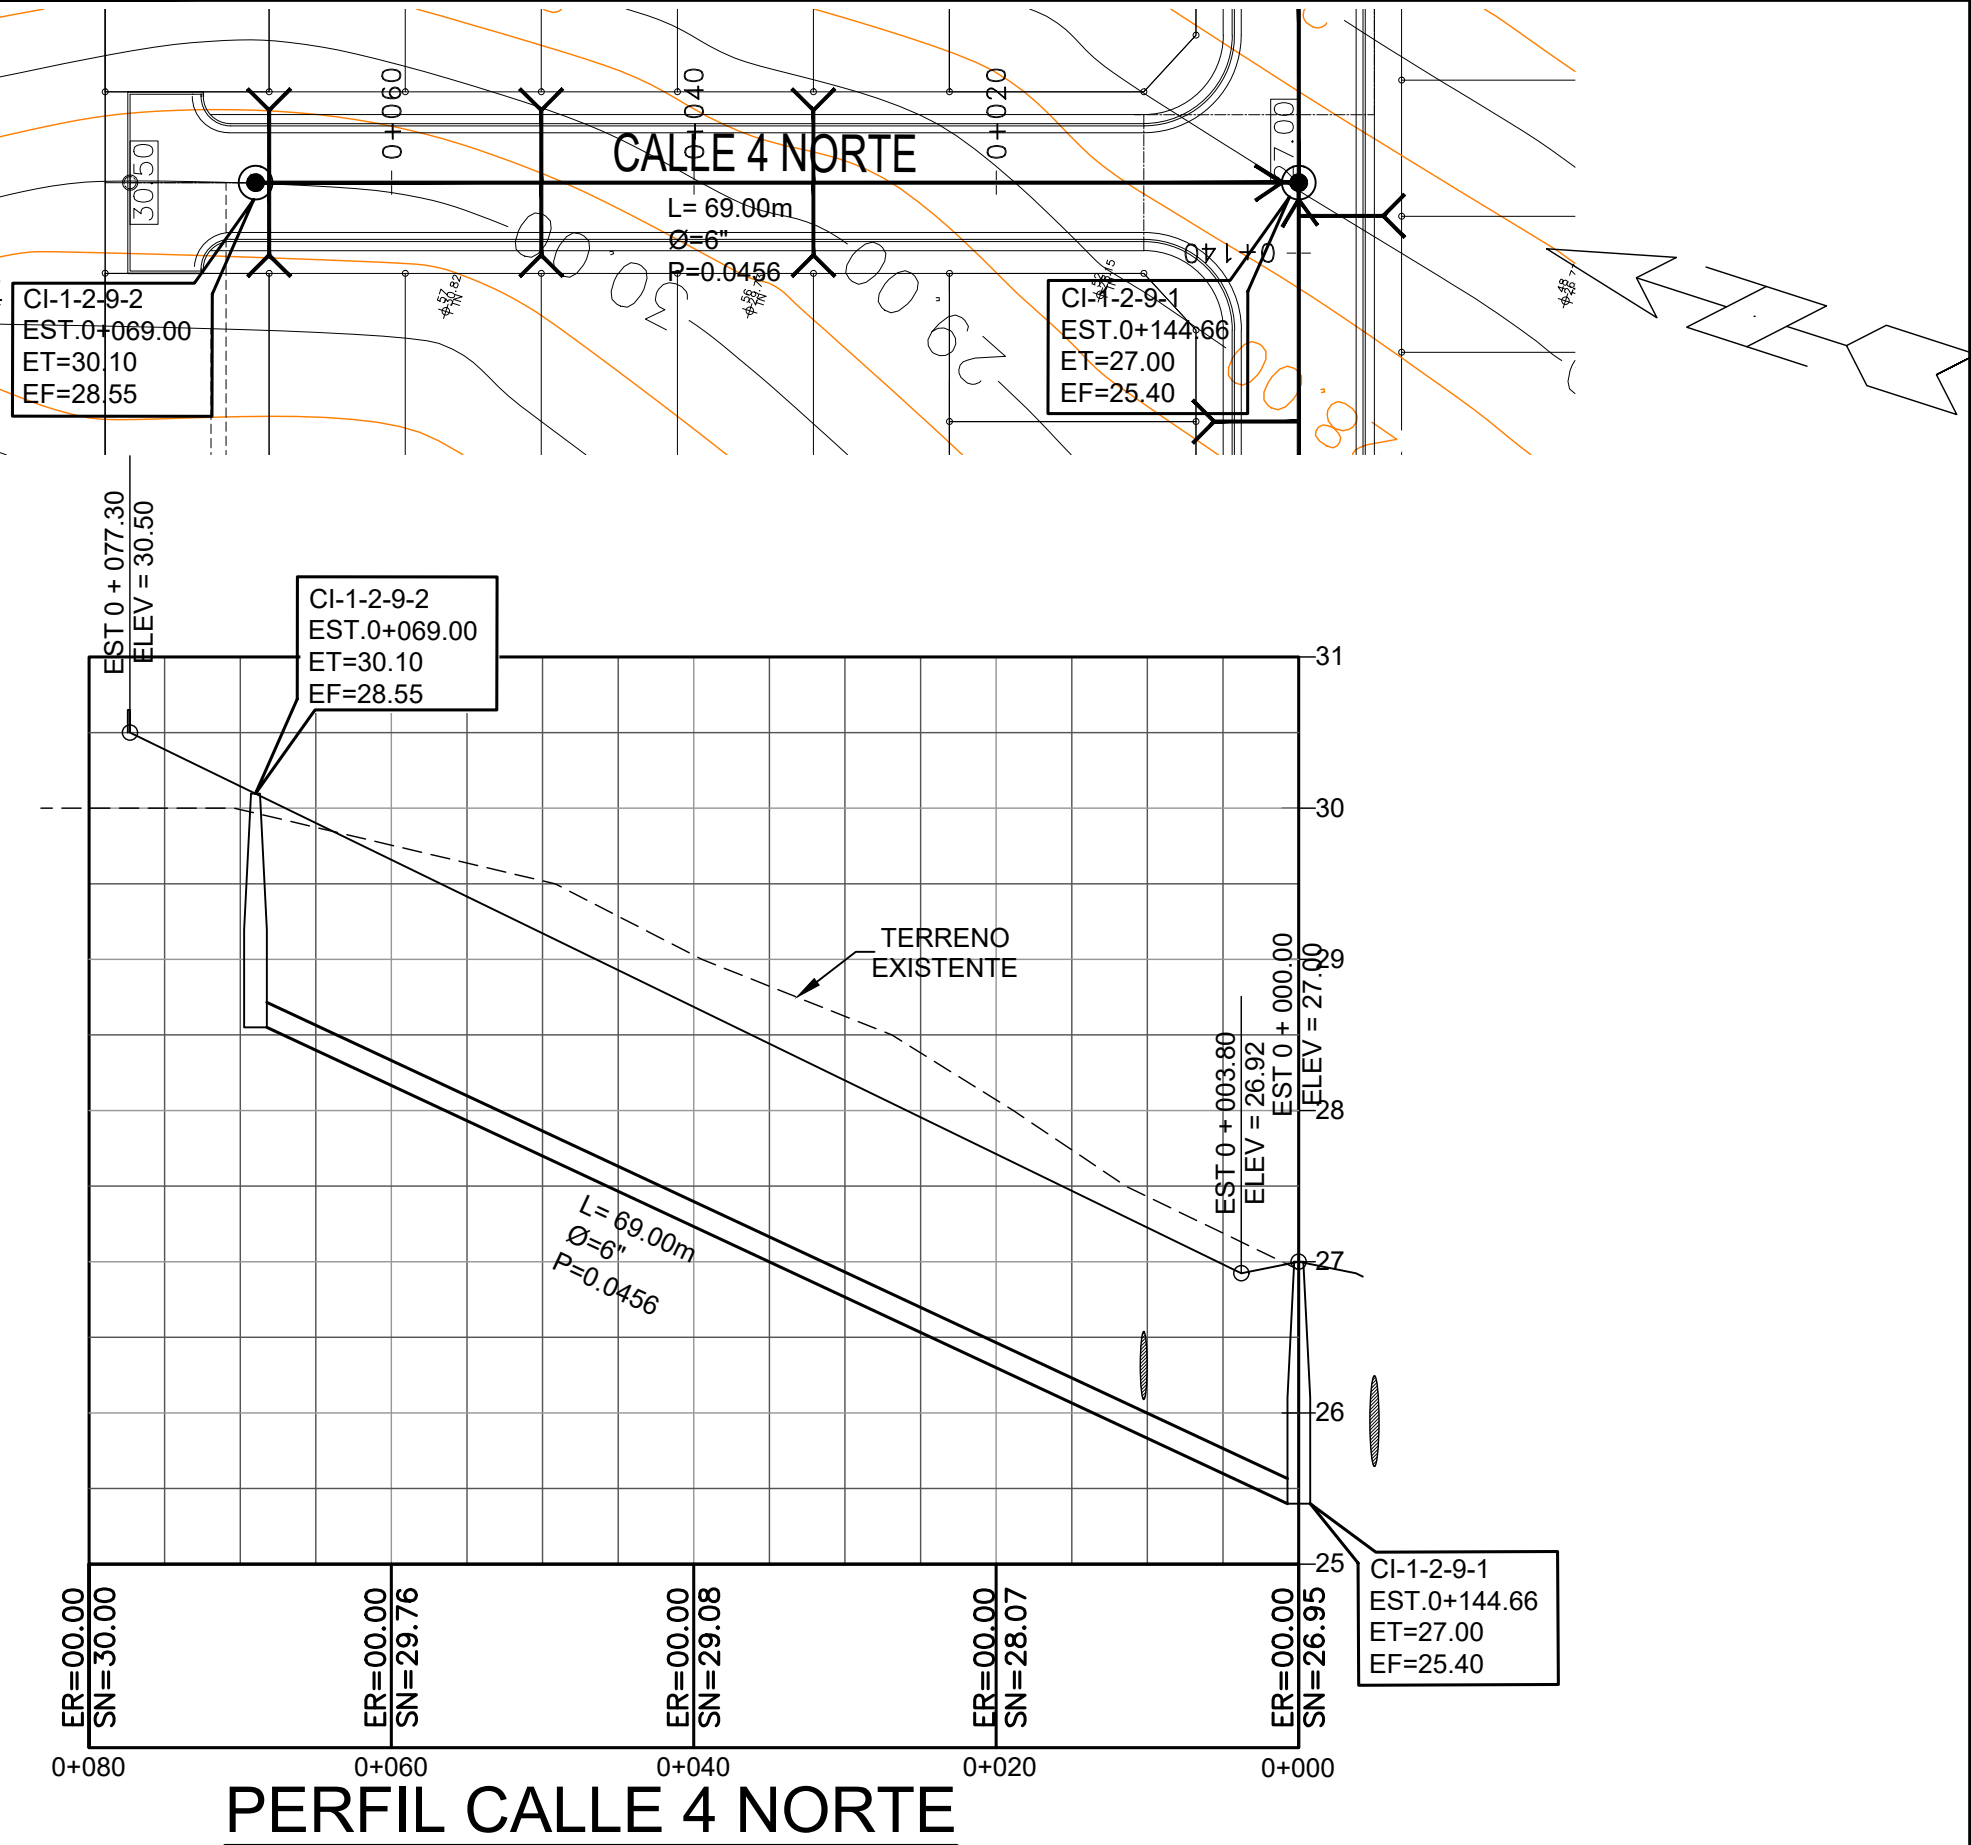 0+060
0+040
0+020
CALLE 4 NORTE
30.50
L= 69.00m
Ø=6"
P=0.0456
0+140
30.00
29.00
CI-1-2-9-2
EST.0+069.00
ET=30.10
EF=28.55
CI-1-2-9-1
EST.0+144.66
ET=27.00
EF=25.40
EST 0 + 077.30
ELEV = 30.50
CI-1-2-9-2
EST.0+069.00
ET=30.10
EF=28.55
31
30
29
28
27
26
25
TERRENO
EXISTENTE
EST 0 + 003.80
ELEV = 26.92
EST 0 + 000.00
ELEV = 27.00
L= 69.00m
Ø=6"
P=0.0456
CI-1-2-9-1
EST.0+144.66
ET=27.00
EF=25.40
ER=00.00
SN=30.00
ER=00.00
SN=29.76
ER=00.00
SN=29.08
ER=00.00
SN=28.07
ER=00.00
SN=26.95
0+080
0+060
0+040
0+020
0+000
PERFIL CALLE 4 NORTE